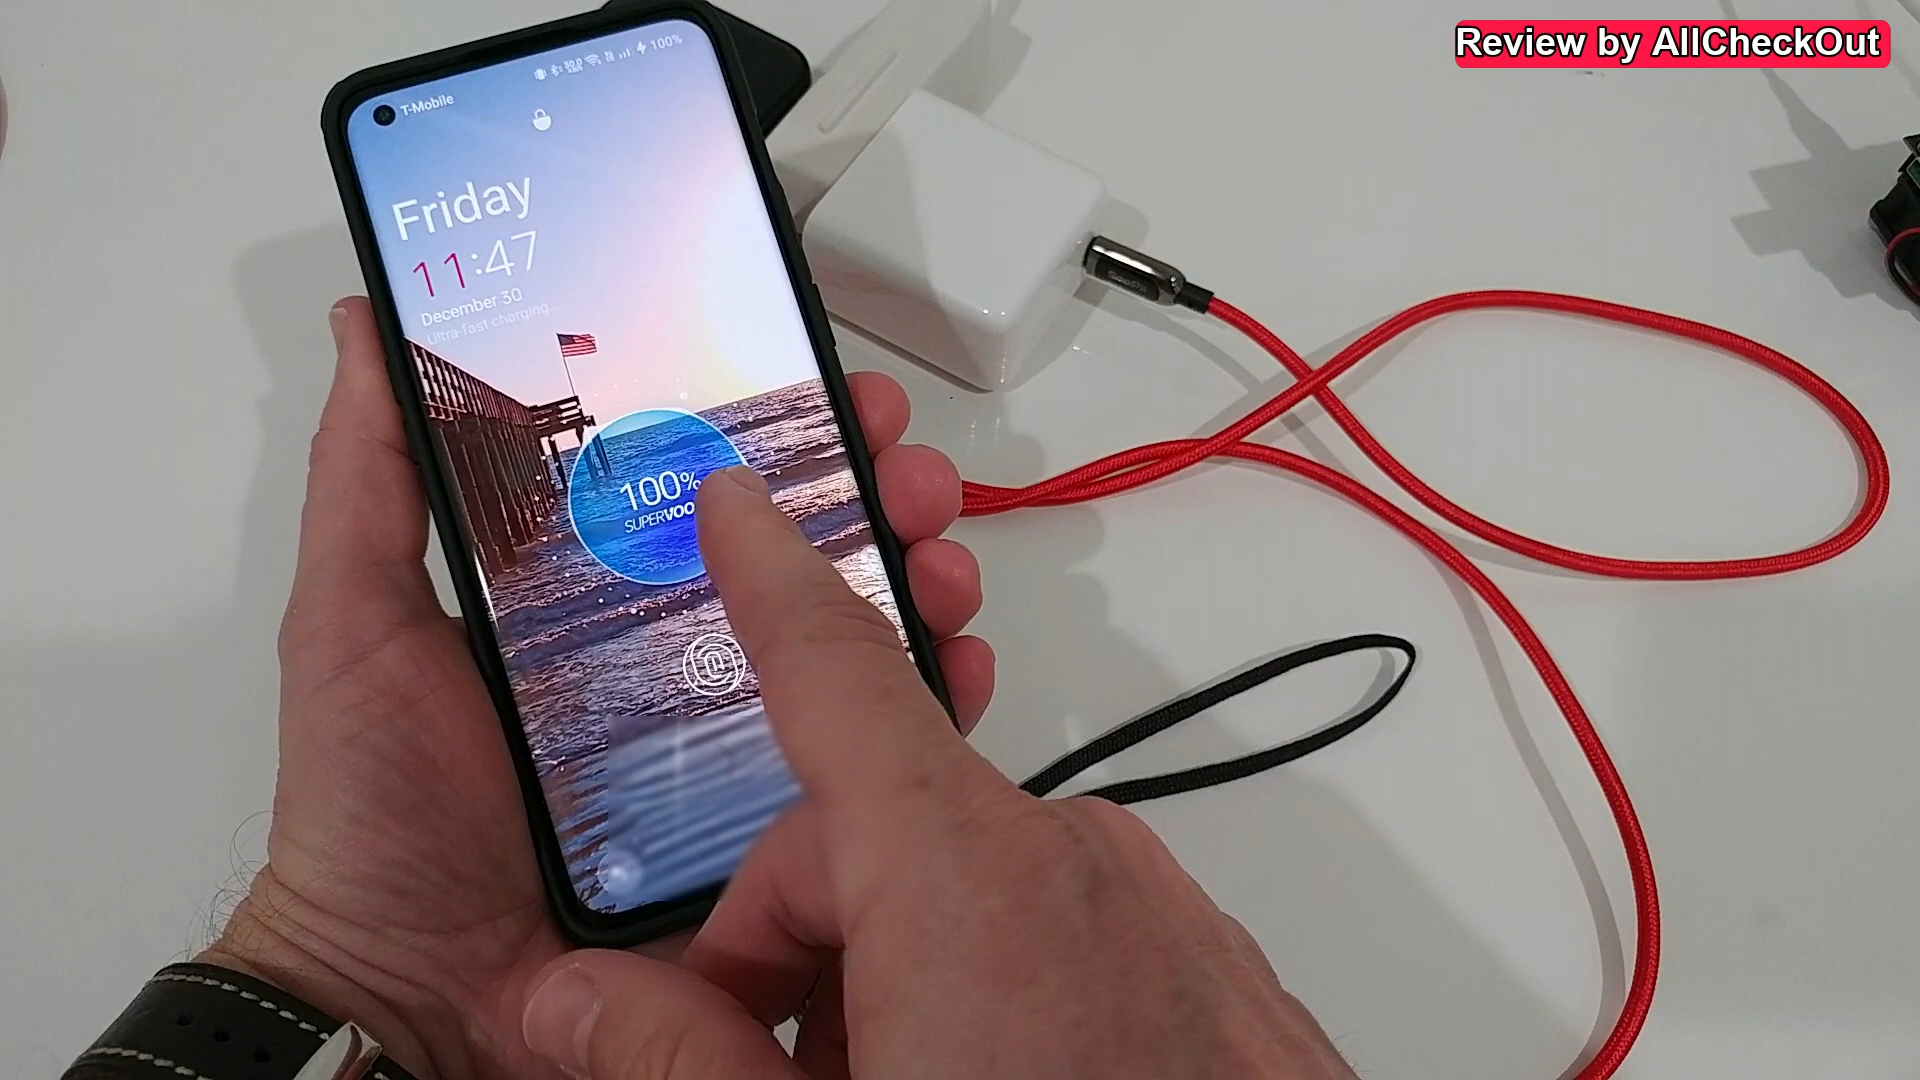 Review by AllCheckOut
100%
T-Mobile
Friday
11:47
December 30
Ultra-fast charging...
100%
SUPERVOO